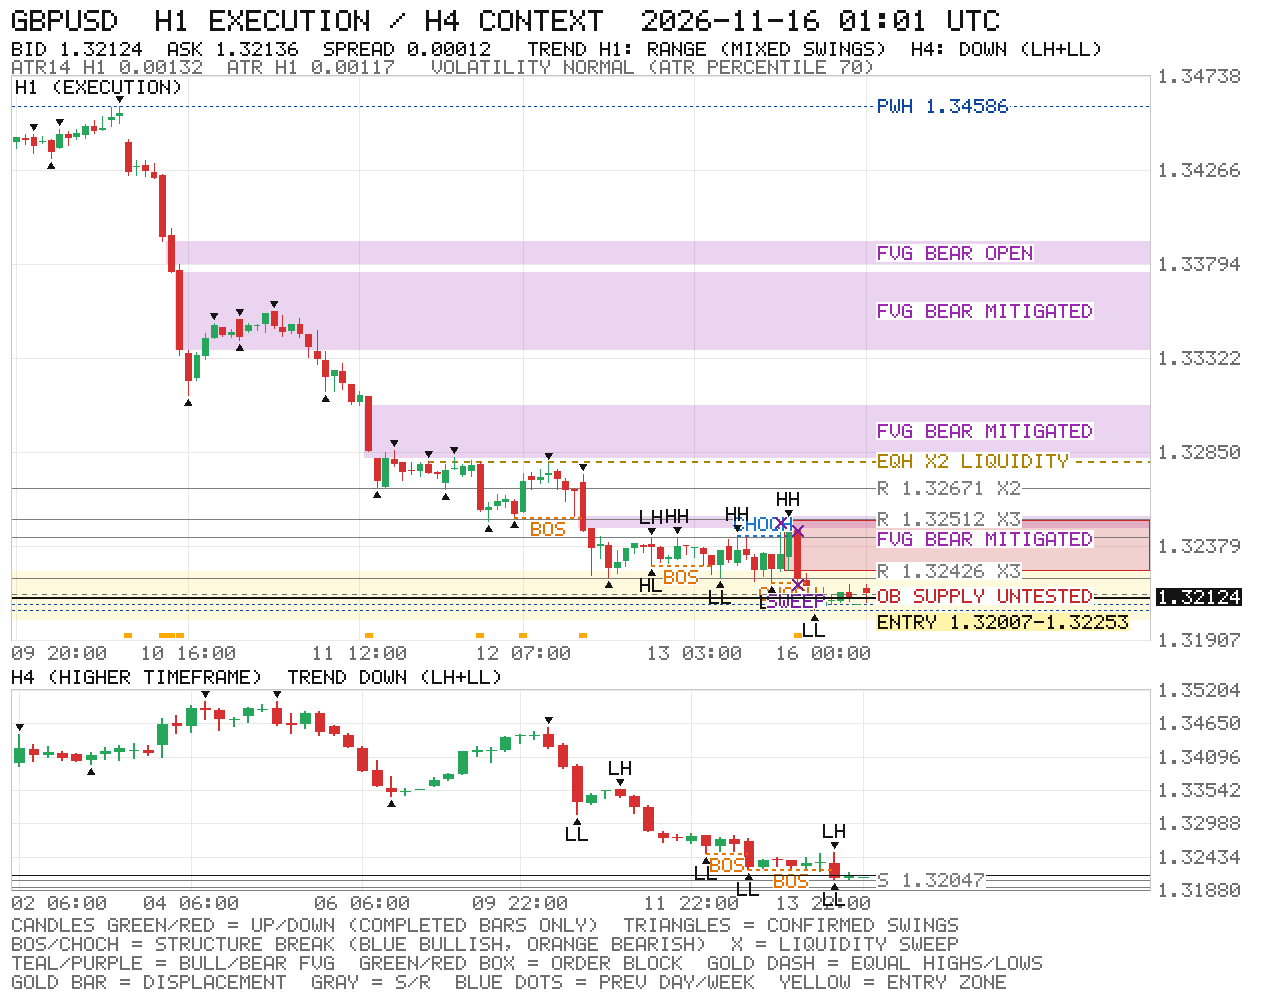 GBPUSD  H1 EXECUTION / H4 CONTEXT  2026-11-16 01:01 UTC
BID 1.32124  ASK 1.32136  SPREAD 0.00012   TREND H1: RANGE (MIXED SWINGS)  H4: DOWN (LH+LL)
ATR14 H1 0.00132  ATR H1 0.00117   VOLATILITY NORMAL (ATR PERCENTILE 70)
1.34738
H1 (EXECUTION)
PWH 1.34586
1.34266
FVG BEAR OPEN
1.33794
FVG BEAR MITIGATED
1.33322
FVG BEAR MITIGATED
1.32850
EQH X2 LIQUIDITY
R 1.32671 X2
HH
LH HH HH CHOCH
R 1.32512 X3
BOS
FVG BEAR MITIGATED
1.32379
R 1.32426 X3
BOS
HL
LL
SWEEP
OB SUPPLY UNTESTED
1.32124
ENTRY 1.32007-1.32253
LL
1.31907
09 20:00  10 16:00  11 12:00  12 07:00  13 03:00  16 00:00
H4 (HIGHER TIMEFRAME)  TREND DOWN (LH+LL)
1.35204
1.34650
1.34096
LH
1.33542
1.32988
LL
LH
1.32434
BOS
LL
BOS
S 1.32047
LL
1.31880
LL
02 06:00  04 06:00  06 06:00  09 22:00  11 22:00  13 22:00
CANDLES GREEN/RED = UP/DOWN (COMPLETED BARS ONLY)  TRIANGLES = CONFIRMED SWINGS
BOS/CHOCH = STRUCTURE BREAK (BLUE BULLISH, ORANGE BEARISH)  X = LIQUIDITY SWEEP
TEAL/PURPLE = BULL/BEAR FVG  GREEN/RED BOX = ORDER BLOCK  GOLD DASH = EQUAL HIGHS/LOWS
GOLD BAR = DISPLACEMENT  GRAY = S/R  BLUE DOTS = PREV DAY/WEEK  YELLOW = ENTRY ZONE